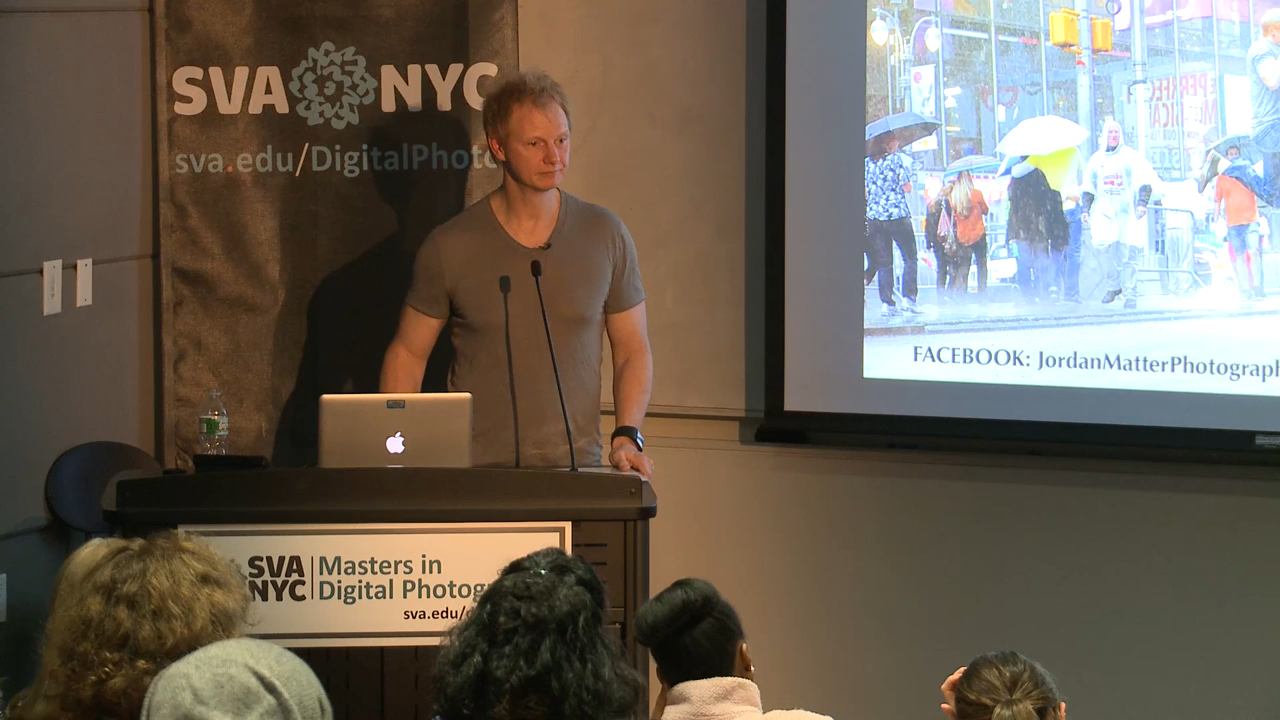 SVA NYC
sva.edu/DigitalPhoto
FACEBOOK: JordanMatterPhotograph
SVA NYC
Masters in
Digital Photog
sva.edu/